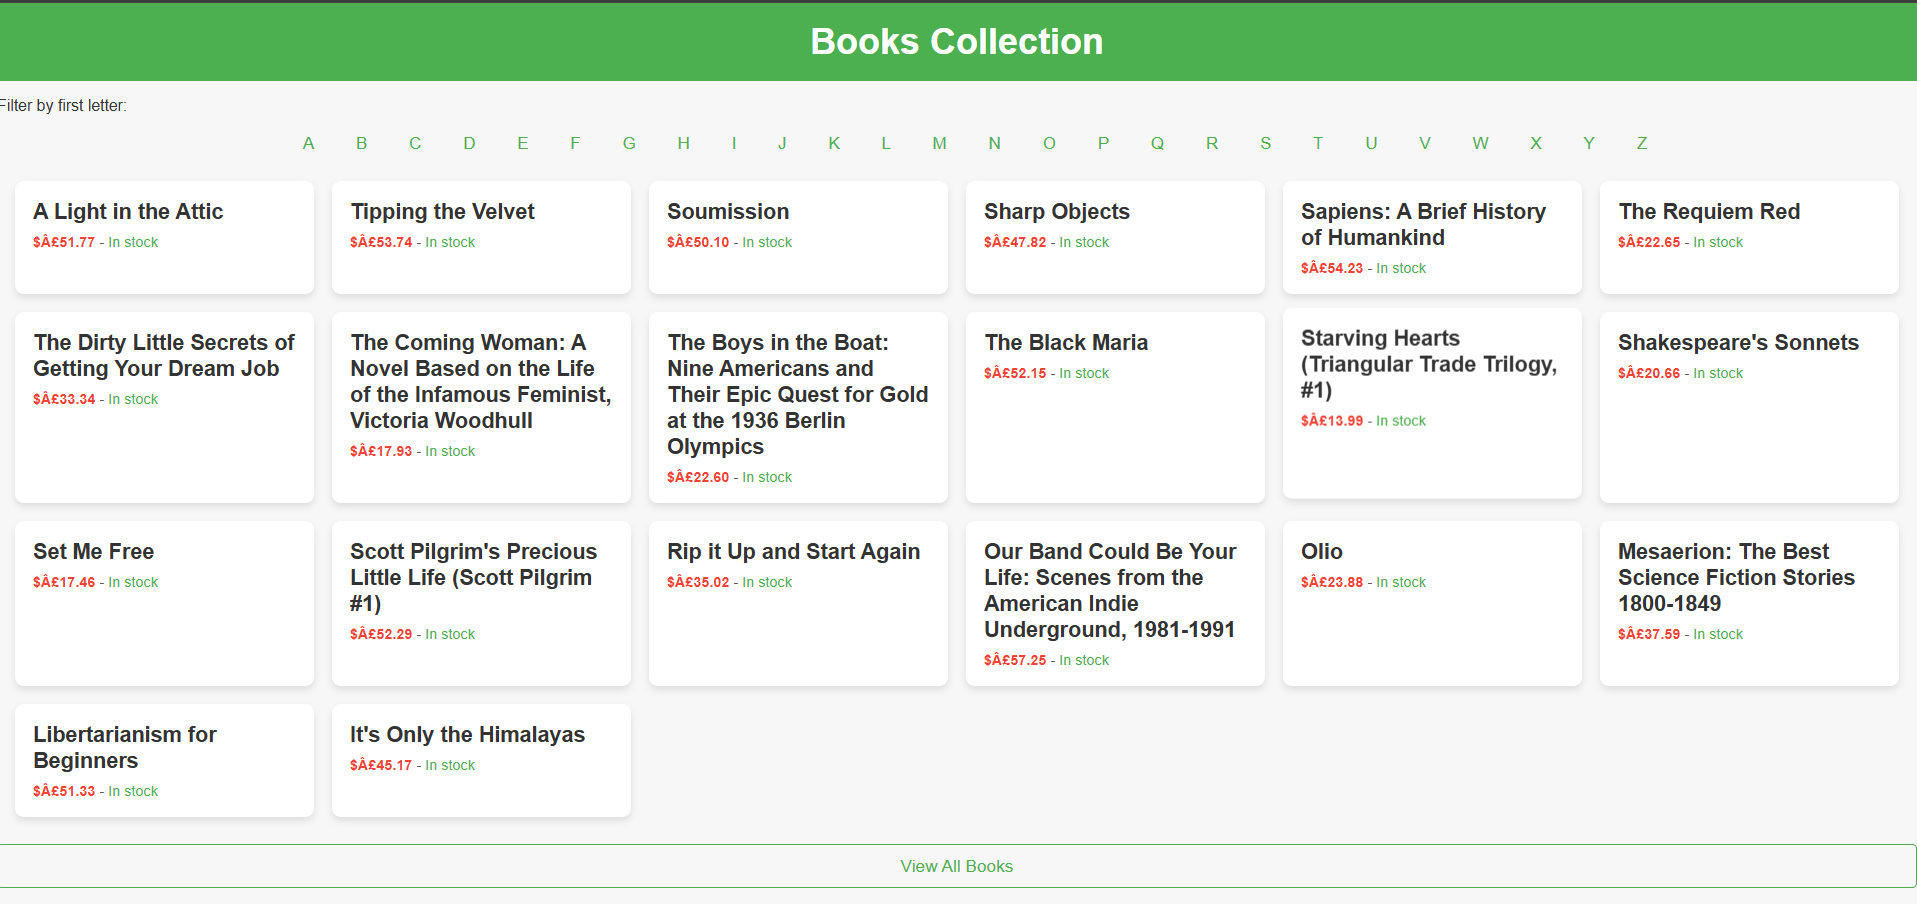 Books Collection
Filter by first letter:
A B C D E F G H I J K L M N O P Q R S T U V W X Y Z
A Light in the Attic
$Â£51.77 - In stock
Tipping the Velvet
$Â£53.74 - In stock
Soumission
$Â£50.10 - In stock
Sharp Objects
$Â£47.82 - In stock
Sapiens: A Brief History
of Humankind
$Â£54.23 - In stock
The Requiem Red
$Â£22.65 - In stock
The Dirty Little Secrets of
Getting Your Dream Job
$Â£33.34 - In stock
The Coming Woman: A
Novel Based on the Life
of the Infamous Feminist,
Victoria Woodhull
$Â£17.93 - In stock
The Boys in the Boat:
Nine Americans and
Their Epic Quest for Gold
at the 1936 Berlin
Olympics
$Â£22.60 - In stock
The Black Maria
$Â£52.15 - In stock
Starving Hearts
(Triangular Trade Trilogy,
#1)
$Â£13.99 - In stock
Shakespeare's Sonnets
$Â£20.66 - In stock
Set Me Free
$Â£17.46 - In stock
Scott Pilgrim's Precious
Little Life (Scott Pilgrim
#1)
$Â£52.29 - In stock
Rip it Up and Start Again
$Â£35.02 - In stock
Our Band Could Be Your
Life: Scenes from the
American Indie
Underground, 1981-1991
$Â£57.25 - In stock
Olio
$Â£23.88 - In stock
Mesaerion: The Best
Science Fiction Stories
1800-1849
$Â£37.59 - In stock
Libertarianism for
Beginners
$Â£51.33 - In stock
It's Only the Himalayas
$Â£45.17 - In stock
View All Books